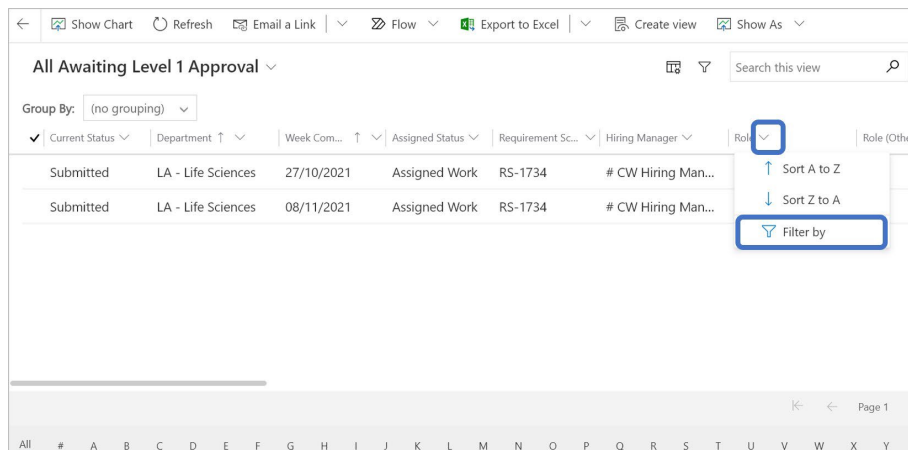 Show Chart Refresh Email a Link Flow Export to Excel Create view Show As
All Awaiting Level 1 Approval Search this view
Group By: (no grouping)
Current Status Department ↑ Week Com... ↑ Assigned Status Requirement Sc... Hiring Manager Role Role (Othe
Submitted LA - Life Sciences 27/10/2021 Assigned Work RS-1734 # CW Hiring Man... ↑ Sort A to Z
Submitted LA - Life Sciences 08/11/2021 Assigned Work RS-1734 # CW Hiring Man... ↓ Sort Z to A
Filter by
Page 1
All # A B C D E F G H I J K L M N O P Q R S T U V W X Y